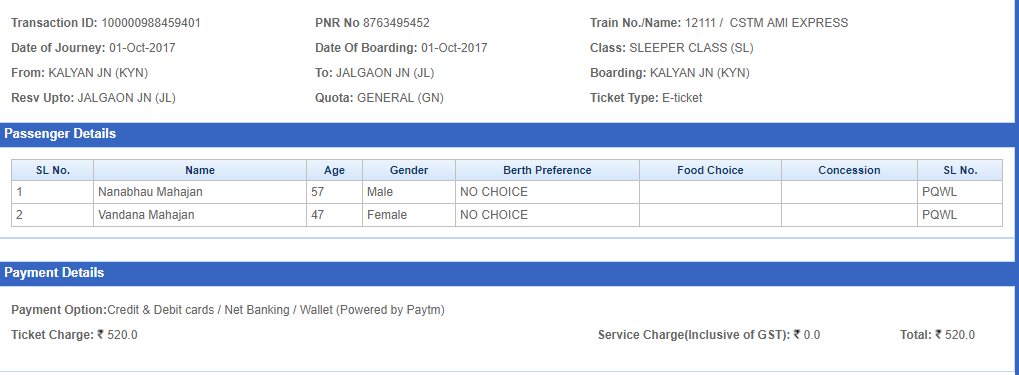 Transaction ID: 100000988459401 PNR No 8763495452 Train No./Name: 12111 / CSTM AMI EXPRESS
Date of Journey: 01-Oct-2017 Date Of Boarding: 01-Oct-2017 Class: SLEEPER CLASS (SL)
From: KALYAN JN (KYN) To: JALGAON JN (JL) Boarding: KALYAN JN (KYN)
Resv Upto: JALGAON JN (JL) Quota: GENERAL (GN) Ticket Type: E-ticket
Passenger Details
SL No. Name Age Gender Berth Preference Food Choice Concession SL No.
1 Nanabhau Mahajan 57 Male NO CHOICE PQWL
2 Vandana Mahajan 47 Female NO CHOICE PQWL
Payment Details
Payment Option:Credit & Debit cards / Net Banking / Wallet (Powered by Paytm)
Ticket Charge: ₹ 520.0 Service Charge(Inclusive of GST): ₹ 0.0 Total: ₹ 520.0